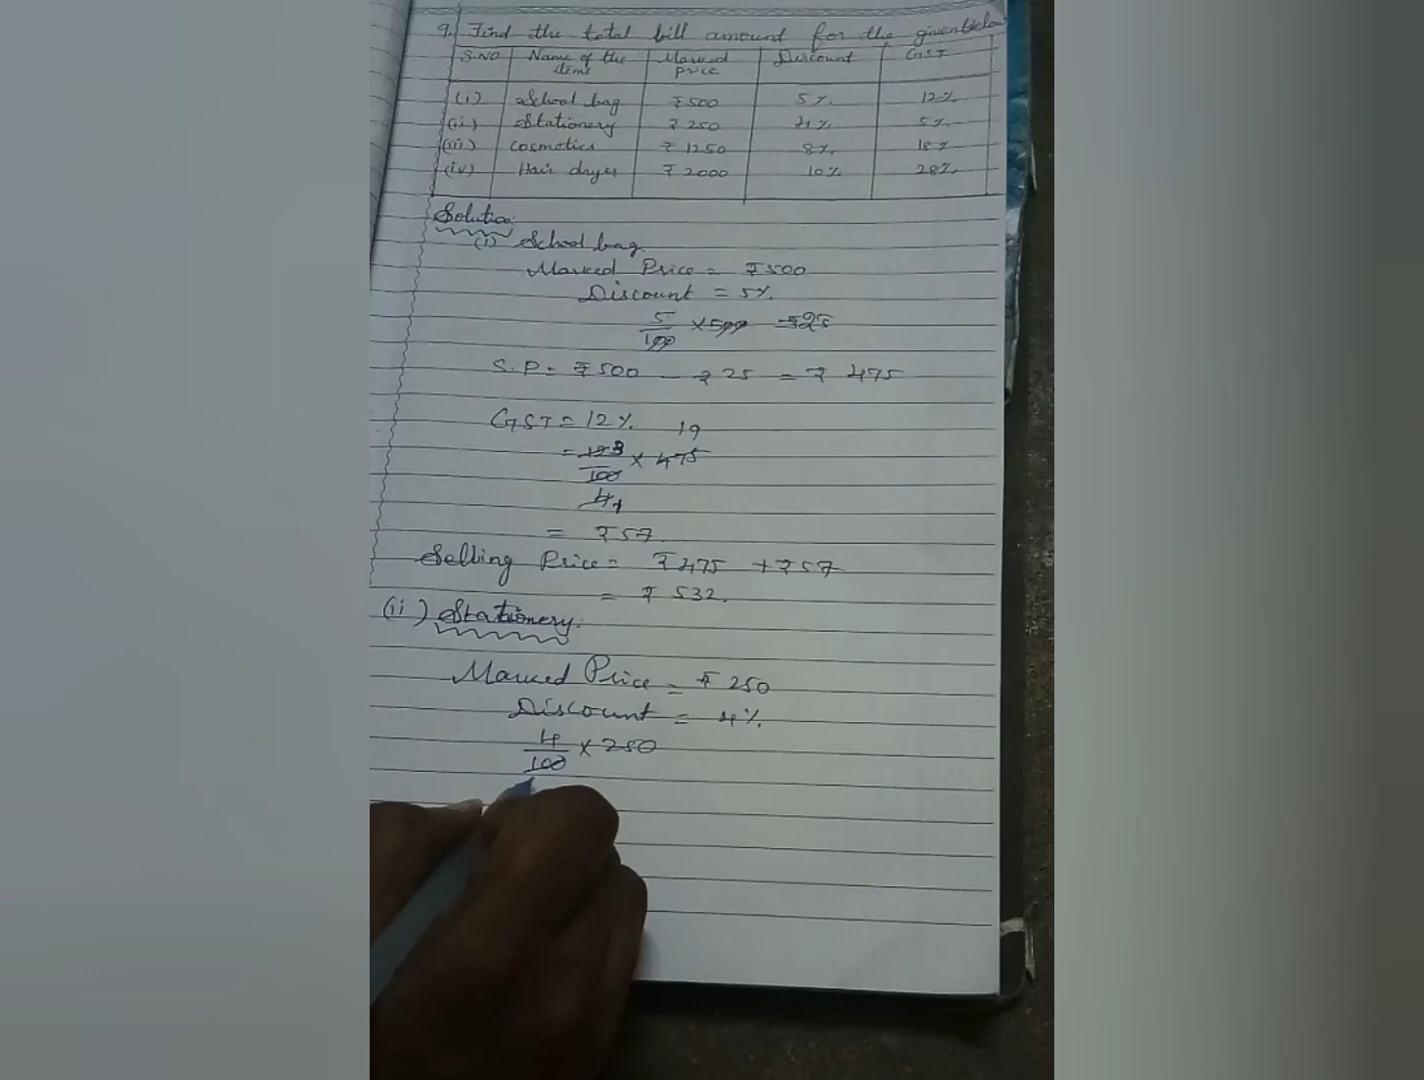 9. Find the total bill amount for the given below
S.NO Name of the items Marked price Discount GST
(i) School bag ₹500 5% 12%
(ii) Stationery ₹250 4% 5%
(iii) cosmetics ₹1250 8% 18%
(iv) Hair dryer ₹2000 10% 28%
Solution
(i) School bag
Marked Price = ₹500
Discount = 5%
5/100 × 500 = ₹25
S.P = ₹500 - ₹25 = ₹475
GST = 12% 19
= 12 3 × 475
100
4 1
= ₹57
Selling Price = ₹475 + ₹57
= ₹532.
(ii) Stationery:
Marked Price = ₹250
Discount = 4%
4/100 × 250